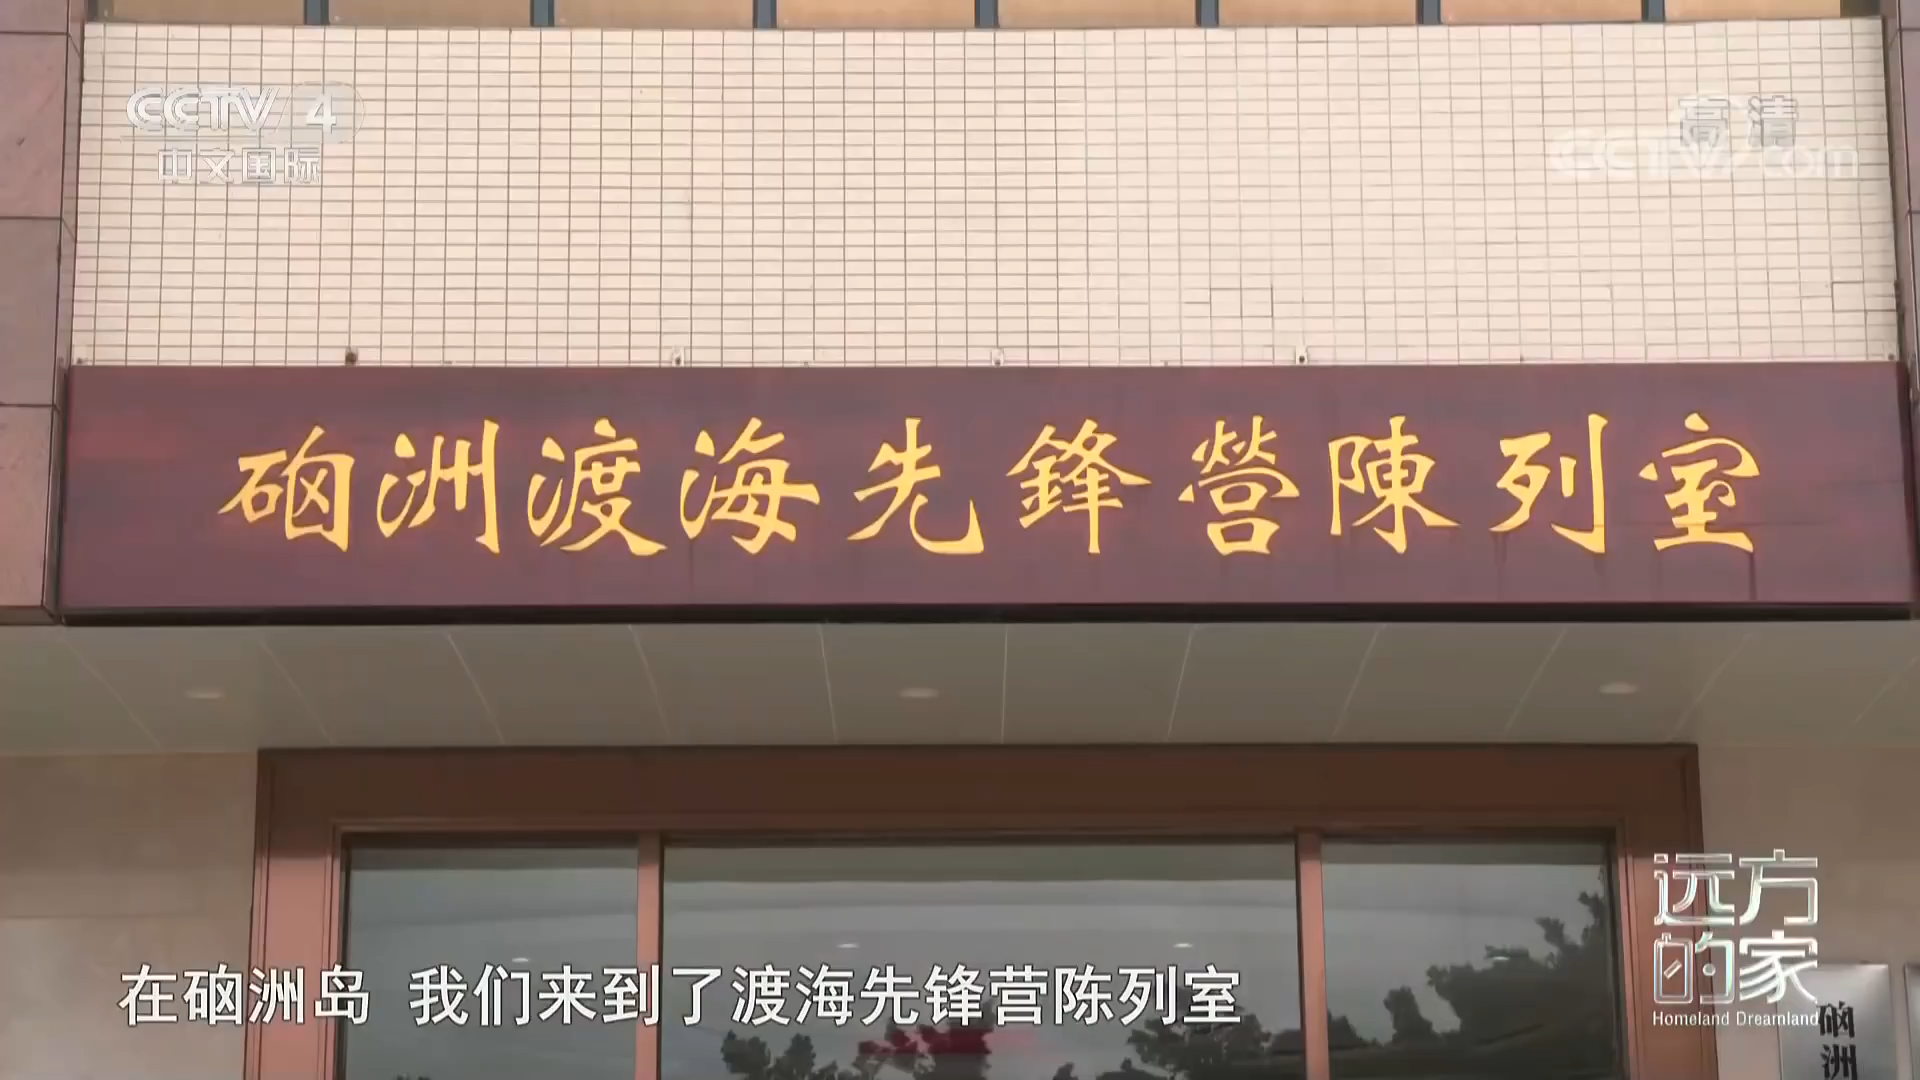 CCTV 4
中文国际
高清
CCTV.com
硇洲渡海先鋒營陳列室
远方
的家
Homeland Dreamland
在硇洲岛 我们来到了渡海先锋营陈列室
硇洲